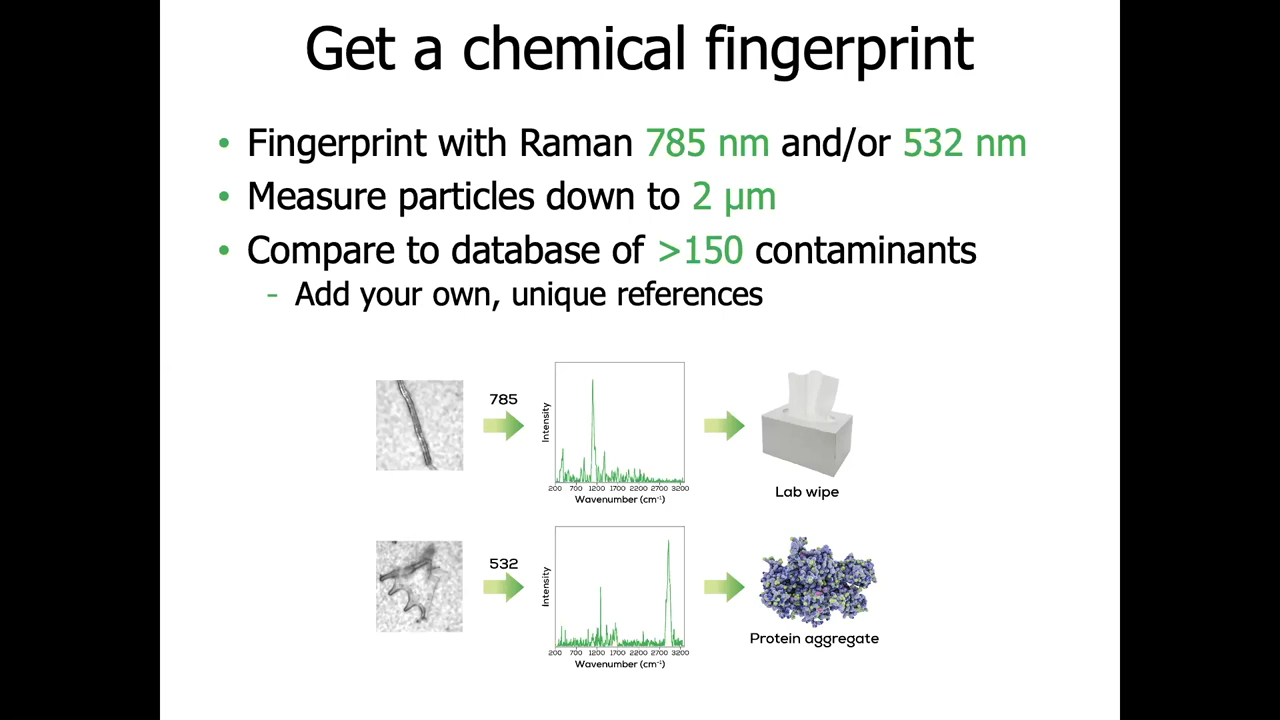 Get a chemical fingerprint
• Fingerprint with Raman 785 nm and/or 532 nm
• Measure particles down to 2 µm
• Compare to database of >150 contaminants
- Add your own, unique references
785
Intensity
200 700 1200 1700 2200 2700 3200
Wavenumber (cm⁻¹)
Lab wipe
532
Intensity
200 700 1200 1700 2200 2700 3200
Wavenumber (cm⁻¹)
Protein aggregate